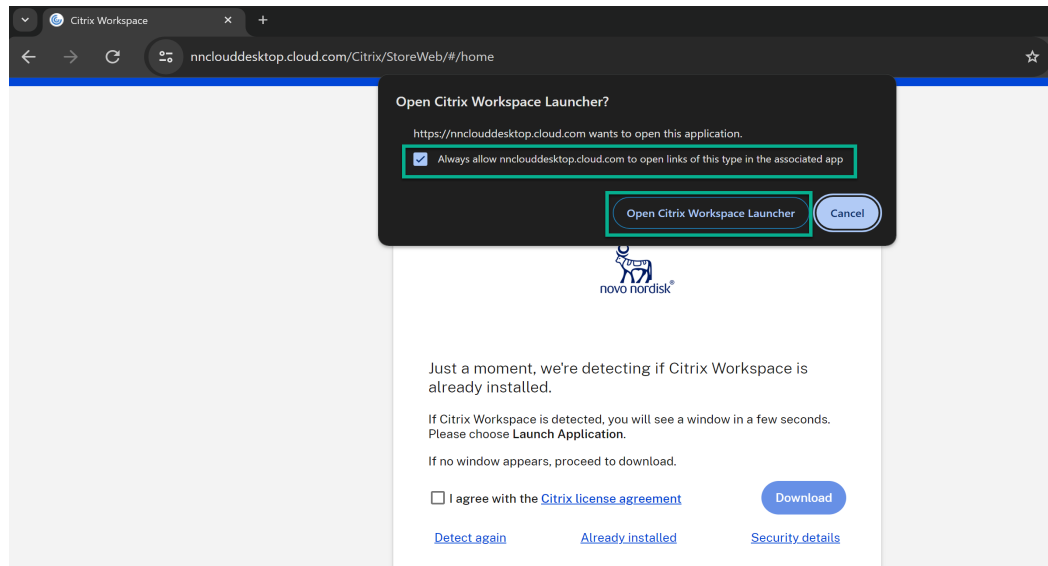 Citrix Workspace
nnclouddesktop.cloud.com/Citrix/StoreWeb/#/home
Open Citrix Workspace Launcher?
https://nnclouddesktop.cloud.com wants to open this application.
Always allow nnclouddesktop.cloud.com to open links of this type in the associated app
Open Citrix Workspace Launcher Cancel
novo nordisk®
Just a moment, we're detecting if Citrix Workspace is
already installed.
If Citrix Workspace is detected, you will see a window in a few seconds.
Please choose Launch Application.
If no window appears, proceed to download.
I agree with the Citrix license agreement Download
Detect again Already installed Security details